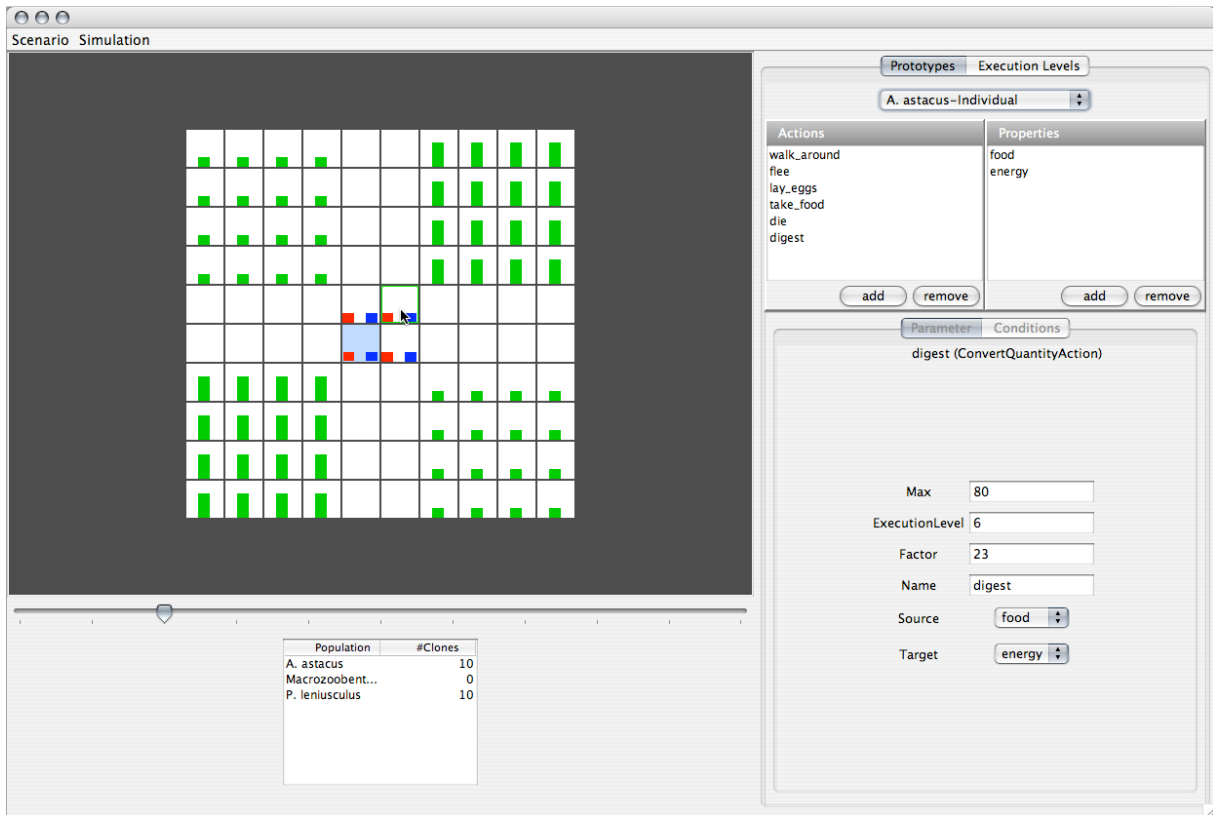 Scenario Simulation
Prototypes Execution Levels
A. astacus-Individual
Actions Properties
walk_around food
flee energy
lay_eggs
take_food
die
digest
add remove add remove
Parameter Conditions
digest (ConvertQuantityAction)
Max 80
ExecutionLevel 6
Factor 23
Name digest
Source food
Target energy
Population #Clones
A. astacus 10
Macrozoobent... 0
P. leniusculus 10